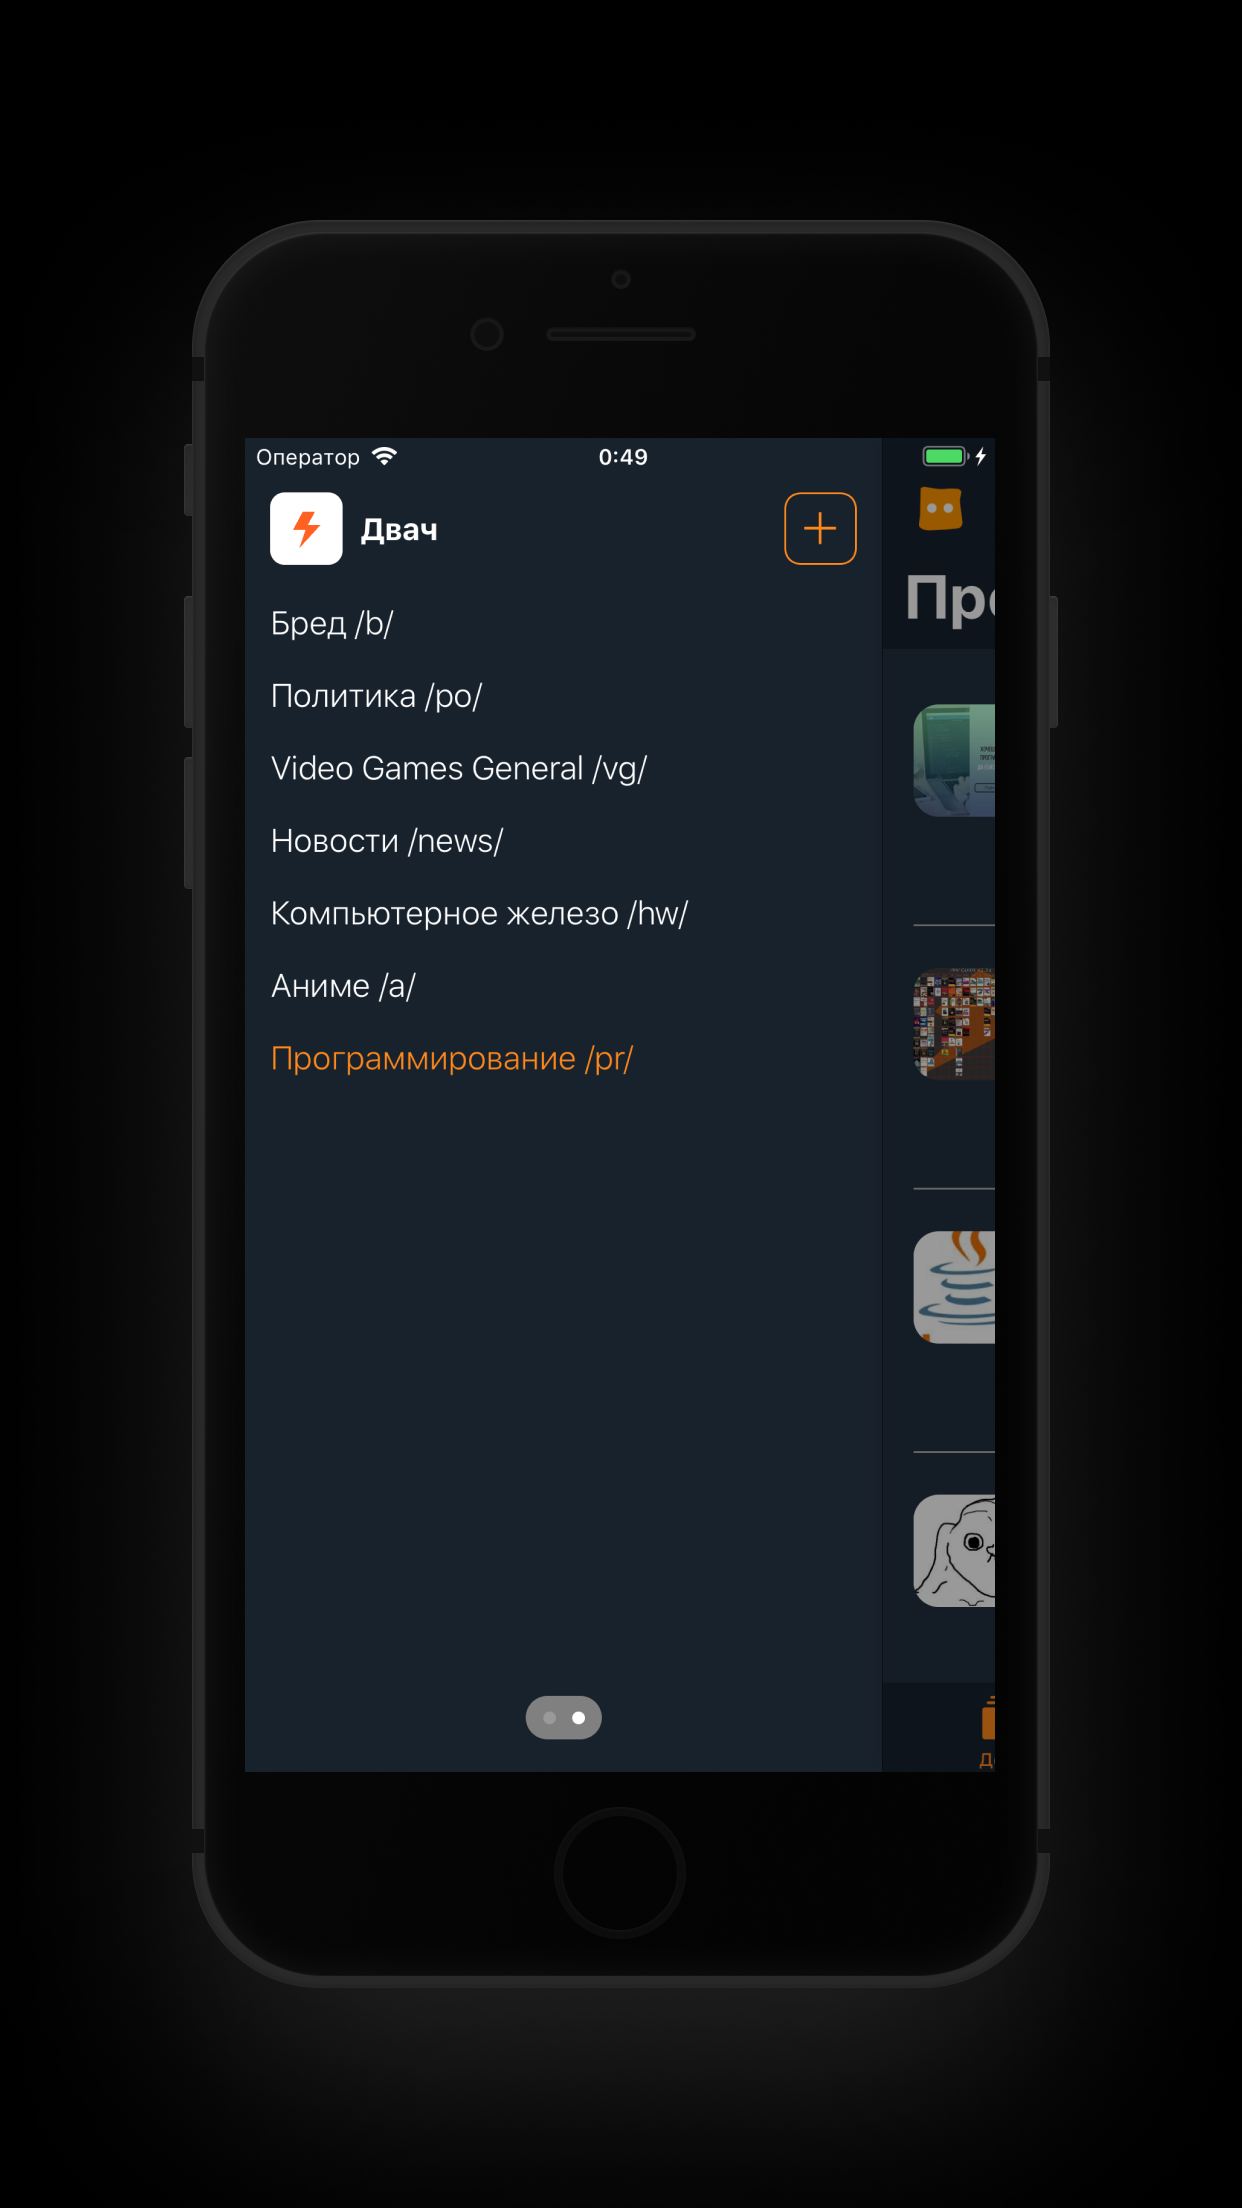 Оператор 0:49
Двач
Бред /b/
Политика /po/
Video Games General /vg/
Новости /news/
Компьютерное железо /hw/
Аниме /a/
Программирование /pr/